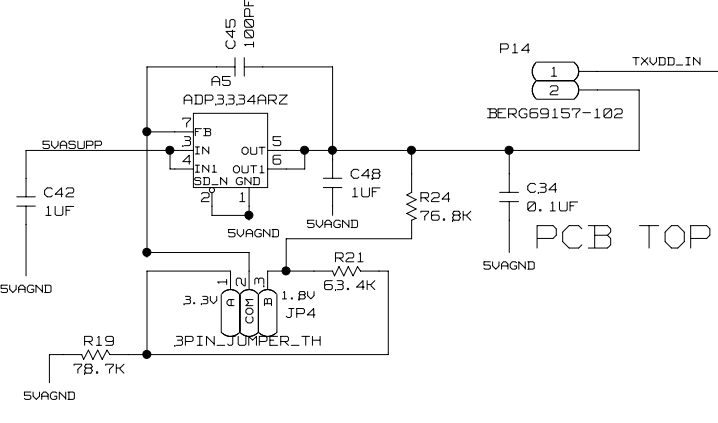 C45
100PF
P14
A5
ADP3334ARZ
TXVDD_IN
1
2
BERG69157-102
7
FB
5VASUPP
3
IN
OUT
5
4
IN1
OUT1
6
SD_N
GND
2
1
C42
1UF
C48
1UF
R24
76.8K
C34
0.1UF
5VAGND
5VAGND
PCB TOP
5VAGND
5VAGND
R21
63.4K
1
2
3
3.3V
A
COM
B
1.8V
JP4
3PIN_JUMPER_TH
R19
78.7K
5VAGND